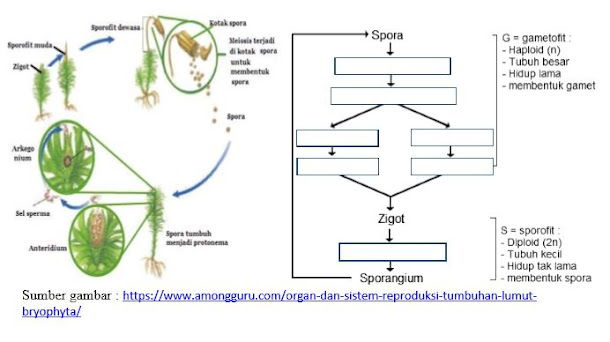 Kotak spora
Sporofit dewasa
Sporofit muda
Meiosis terjadi
di kotak spora
untuk
membentuk
spora
Zigot
Spora
Arkego
nium
Sel sperma
Anteridium
Spora tumbuh
menjadi protonema
Spora
G = gametofit :
- Haploid (n)
- Tubuh besar
- Hidup lama
- membentuk gamet
Zigot
S = sporofit :
- Diploid (2n)
- Tubuh kecil
- Hidup tak lama
- membentuk spora
Sporangium
Sumber gambar : https://www.amongguru.com/organ-dan-sistem-reproduksi-tumbuhan-lumut-
bryophyta/